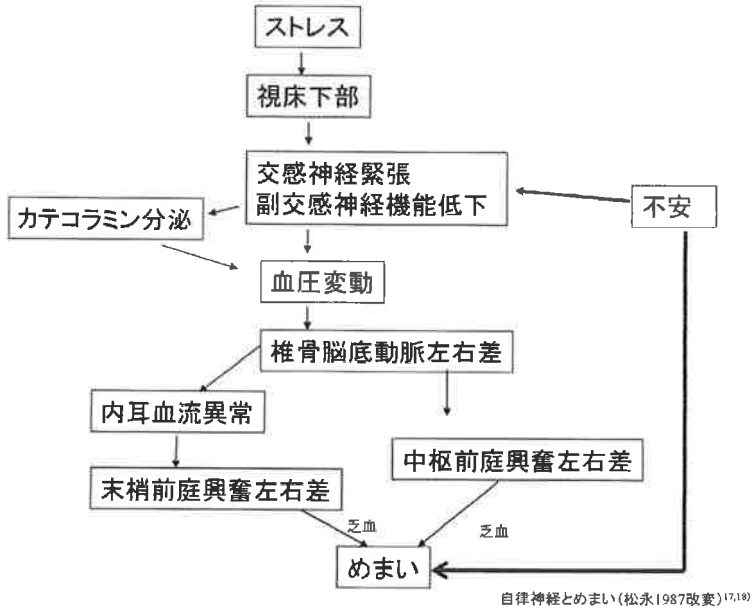 ストレス
視床下部
交感神経緊張
副交感神経機能低下
不安
カテコラミン分泌
血圧変動
椎骨脳底動脈左右差
内耳血流異常
中枢前庭興奮左右差
末梢前庭興奮左右差
乏血
乏血
めまい
自律神経とめまい(松永1987改変)17,18)